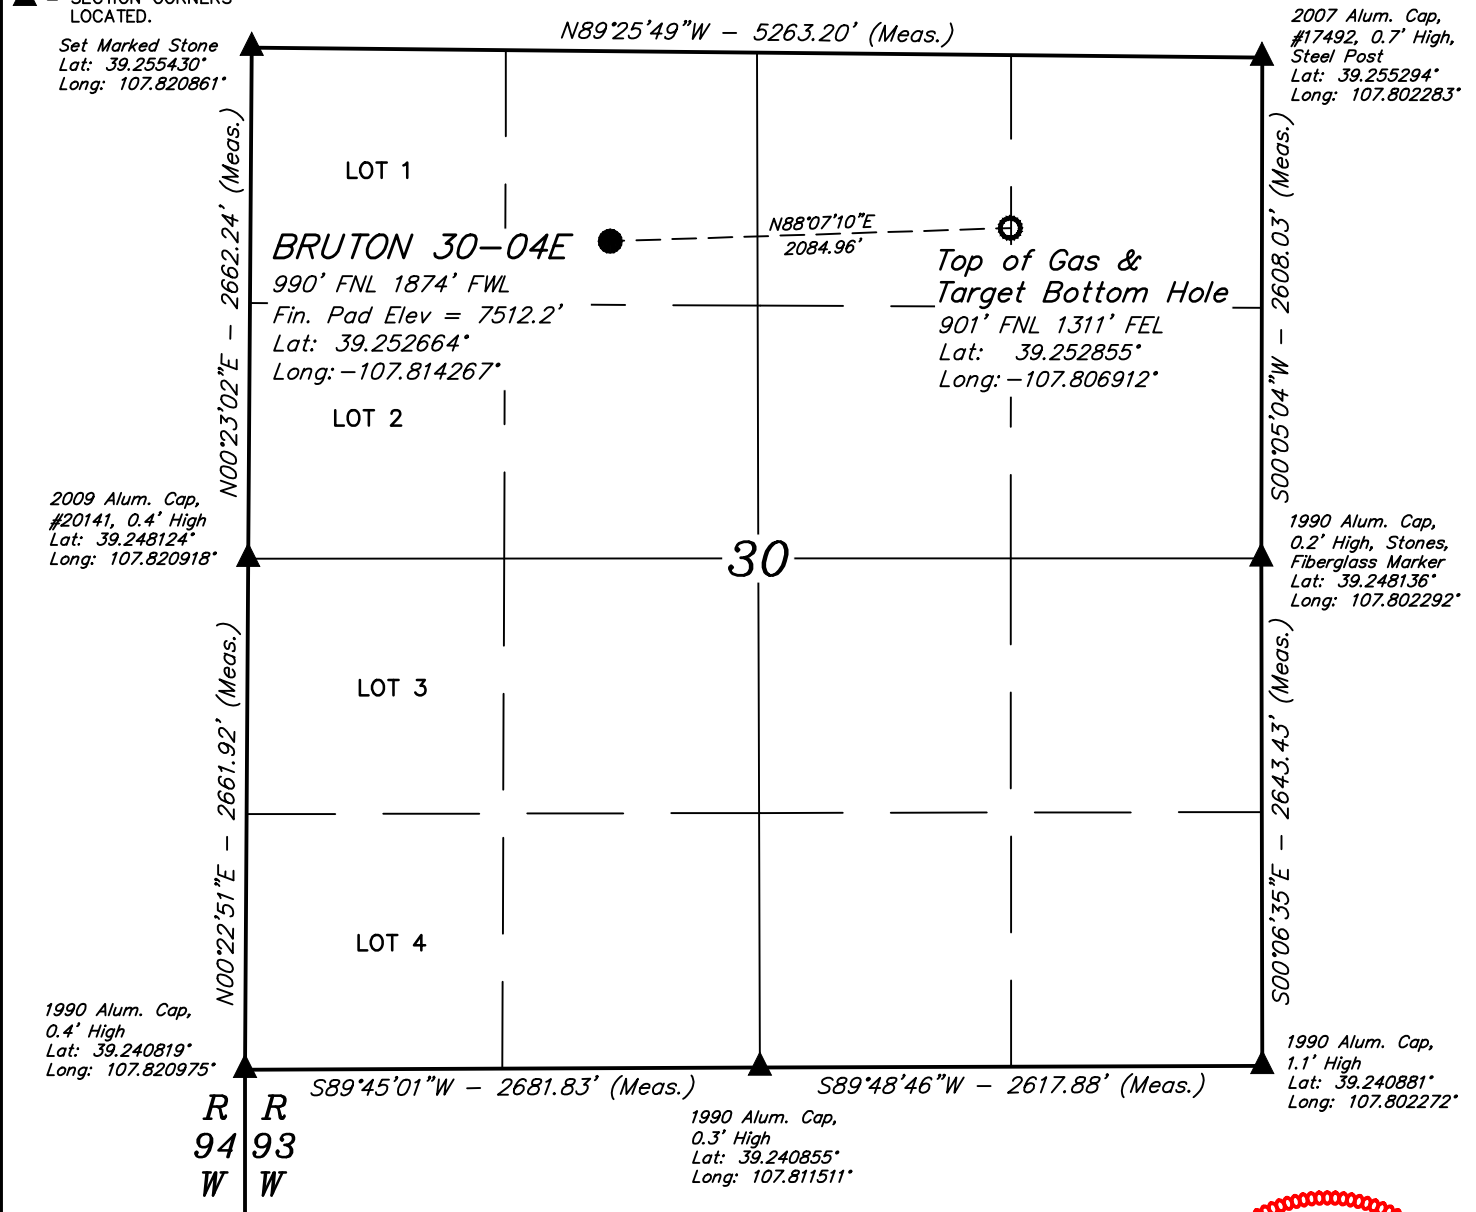 – SECTION CORNERS
LOCATED.
Set Marked Stone
Lat: 39.255430°
Long: 107.820861°
N89°25'49"W – 5263.20' (Meas.)
2007 Alum. Cap,
#17492, 0.7' High,
Steel Post
Lat: 39.255294°
Long: 107.802283°
N00°23'02"E – 2662.24' (Meas.)
S00°05'04"W – 2608.03' (Meas.)
LOT 1
BRUTON 30–04E
990' FNL 1874' FWL
Fin. Pad Elev = 7512.2'
Lat: 39.252664°
Long: –107.814267°
N88°07'10"E
2084.96'
Top of Gas &
Target Bottom Hole
901' FNL 1311' FEL
Lat: 39.252855°
Long: –107.806912°
LOT 2
2009 Alum. Cap,
#20141, 0.4' High
Lat: 39.248124°
Long: 107.820918°
30
1990 Alum. Cap,
0.2' High, Stones,
Fiberglass Marker
Lat: 39.248136°
Long: 107.802292°
N00°22'51"E – 2661.92' (Meas.)
S00°06'35"E – 2643.43' (Meas.)
LOT 3
LOT 4
1990 Alum. Cap,
0.4' High
Lat: 39.240819°
Long: 107.820975°
S89°45'01"W – 2681.83' (Meas.)
S89°48'46"W – 2617.88' (Meas.)
1990 Alum. Cap,
1.1' High
Lat: 39.240881°
Long: 107.802272°
1990 Alum. Cap,
0.3' High
Lat: 39.240855°
Long: 107.811511°
R R
94 93
W W